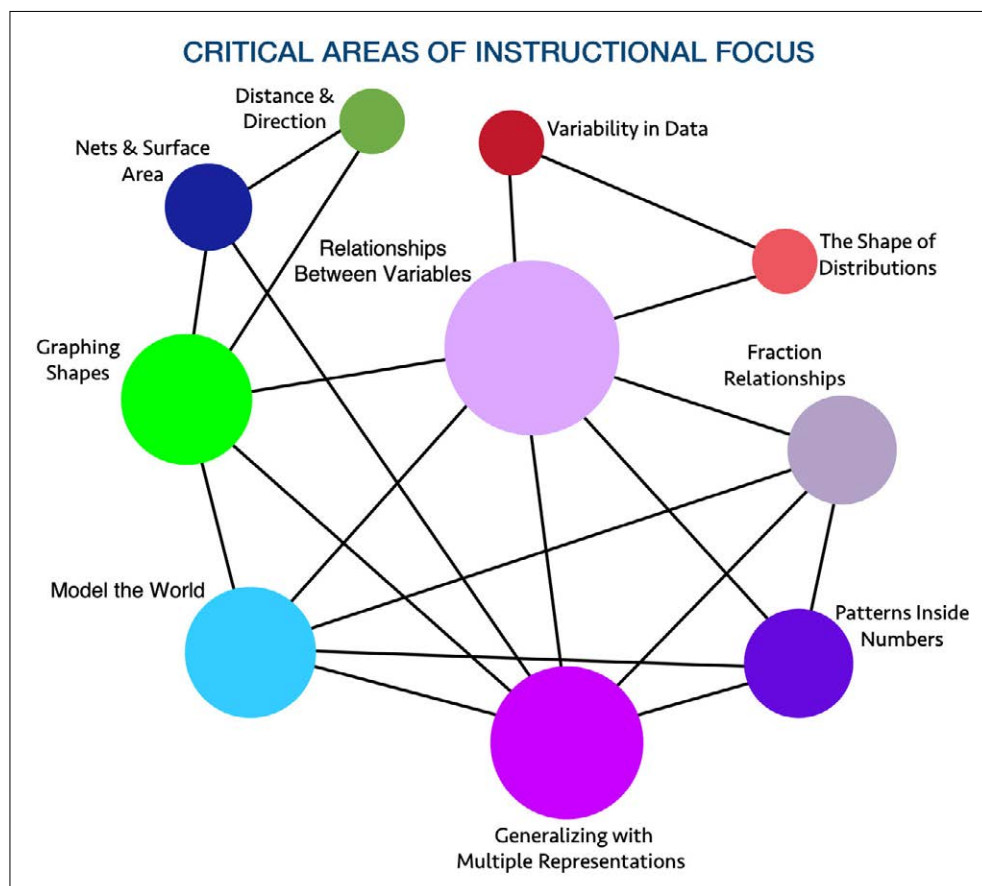 CRITICAL AREAS OF INSTRUCTIONAL FOCUS
Distance &
Direction
Variability in Data
Nets & Surface
Area
Relationships
Between Variables
The Shape of
Distributions
Graphing
Shapes
Fraction
Relationships
Model the World
Patterns Inside
Numbers
Generalizing with
Multiple Representations